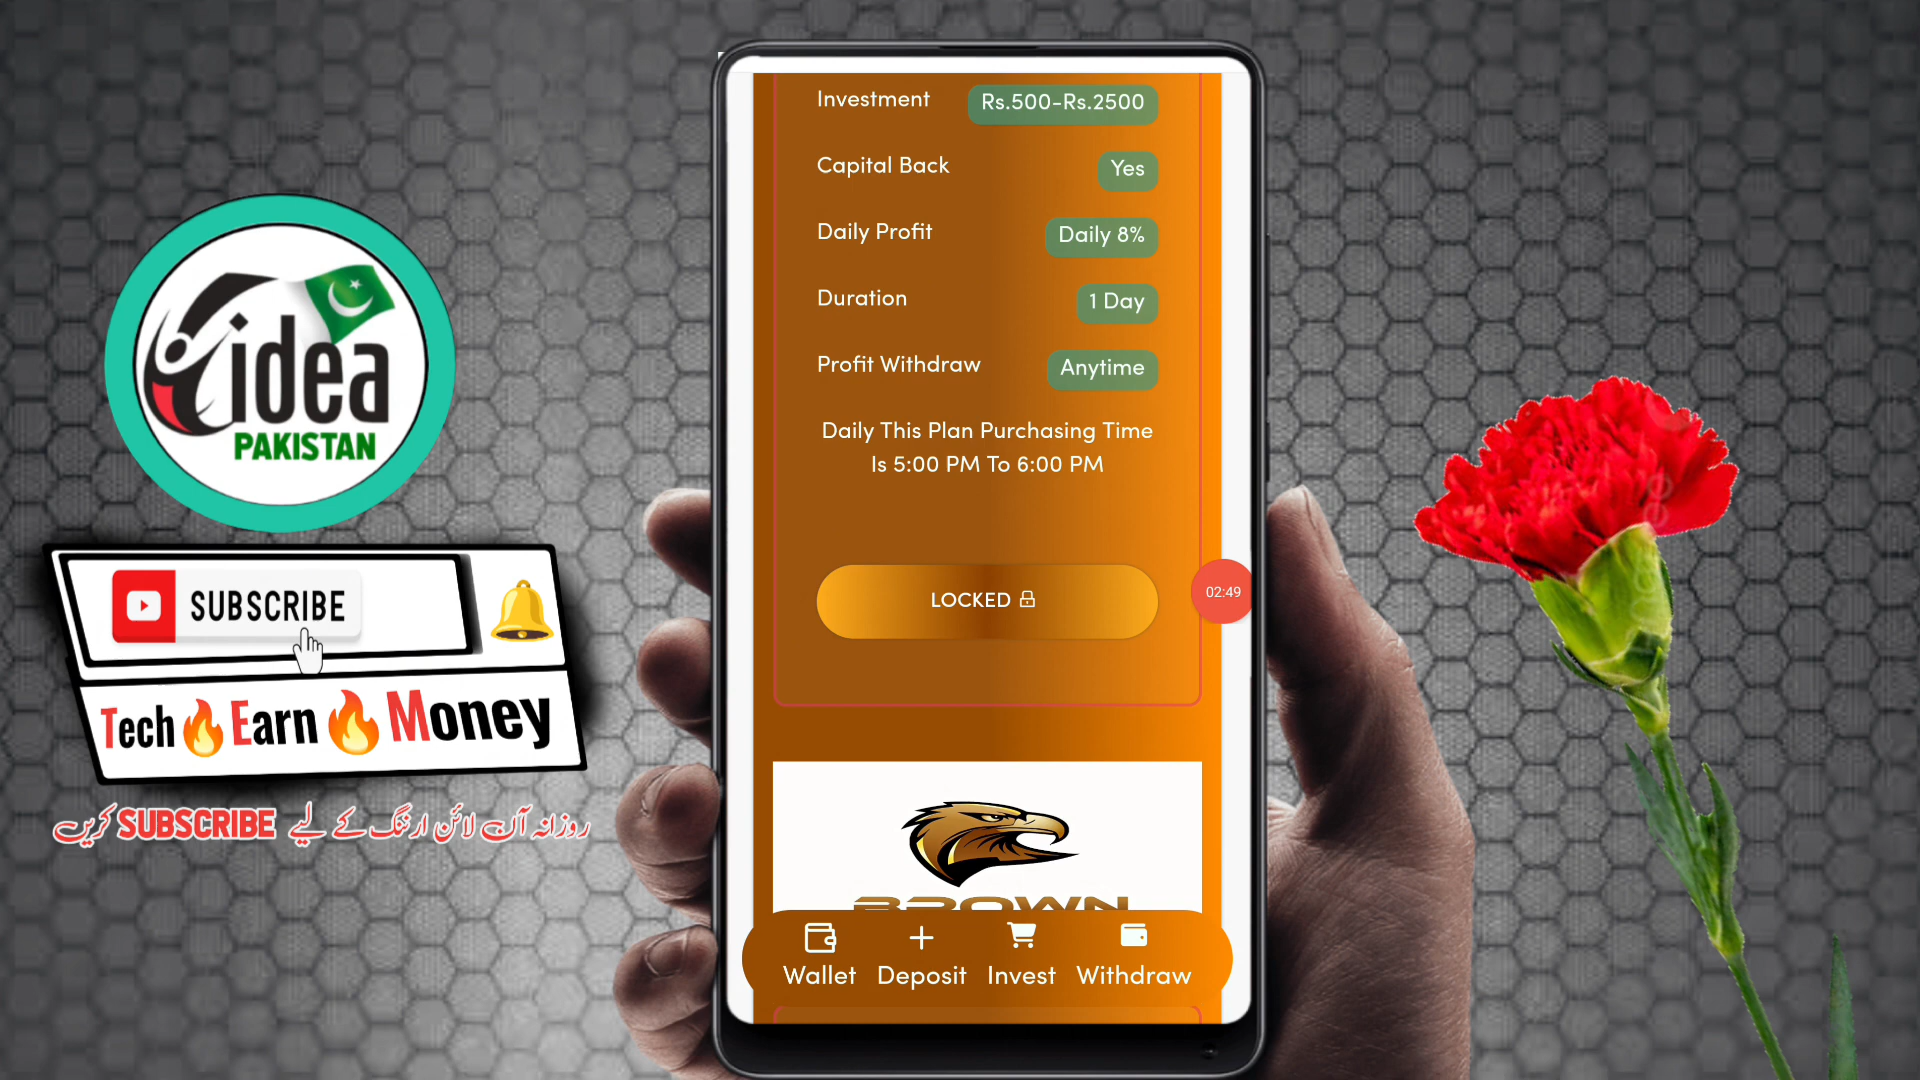 idea
PAKISTAN
SUBSCRIBE
Tech Earn Money
روزانہ آن لائن ارننگ کے لیے SUBSCRIBE کریں
Investment Rs.500-Rs.2500
Capital Back Yes
Daily Profit Daily 8%
Duration 1 Day
Profit Withdraw Anytime
Daily This Plan Purchasing Time
Is 5:00 PM To 6:00 PM
LOCKED
02:49
BROWN
Wallet Deposit Invest Withdraw